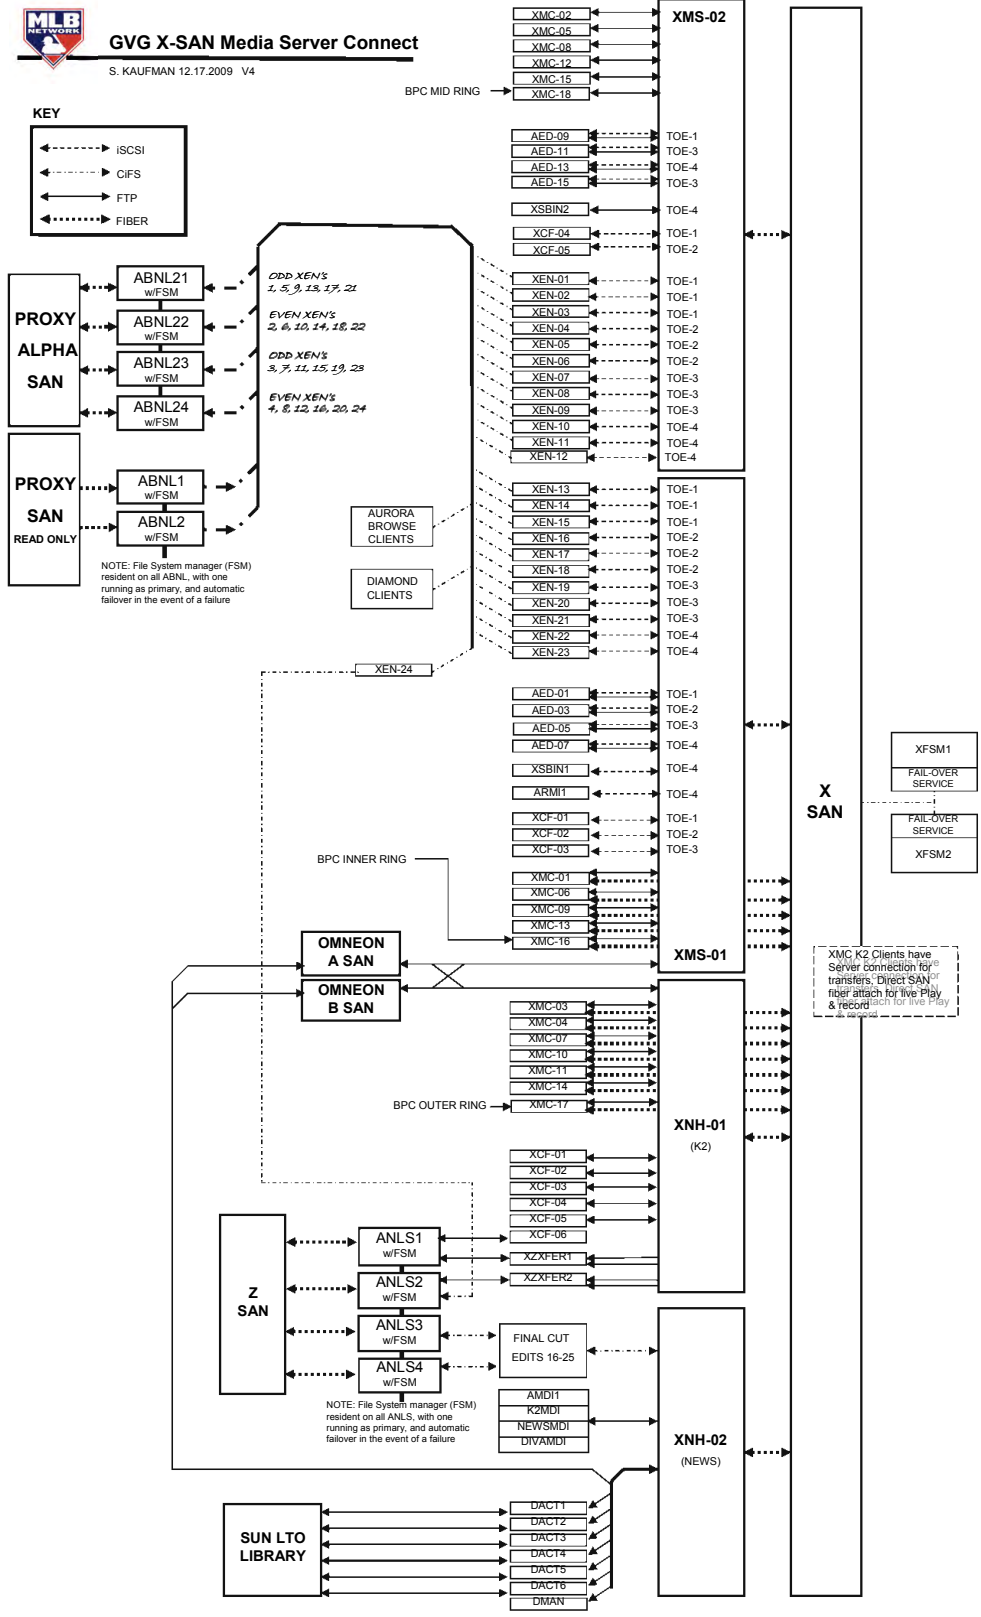 MLB
NETWORK
GVG X-SAN Media Server Connect
S. KAUFMAN 12.17.2009 V4
KEY
iSCSI
CiFS
FTP
FIBER
BPC MID RING
XMC-02
XMC-05
XMC-08
XMC-12
XMC-15
XMC-18
XMS-02
AED-09 TOE-1
AED-11 TOE-3
AED-13 TOE-4
AED-15 TOE-3
XSBIN2 TOE-4
XCF-04 TOE-1
XCF-05 TOE-2
XEN-01 TOE-1
XEN-02 TOE-1
XEN-03 TOE-1
XEN-04 TOE-2
XEN-05 TOE-2
XEN-06 TOE-2
XEN-07 TOE-3
XEN-08 TOE-3
XEN-09 TOE-3
XEN-10 TOE-4
XEN-11 TOE-4
XEN-12 TOE-4
PROXY
ALPHA
SAN
ABNL21
w/FSM
ABNL22
w/FSM
ABNL23
w/FSM
ABNL24
w/FSM
ODD XEN'S
1, 5, 9, 13, 17, 21
EVEN XEN'S
2, 6, 10, 14, 18, 22
ODD XEN'S
3, 7, 11, 15, 19, 23
EVEN XEN'S
4, 8, 12, 16, 20, 24
PROXY
SAN
READ ONLY
ABNL1
w/FSM
ABNL2
w/FSM
NOTE: File System manager (FSM)
resident on all ABNL, with one
running as primary, and automatic
failover in the event of a failure
AURORA
BROWSE
CLIENTS
DIAMOND
CLIENTS
XEN-24
XEN-13 TOE-1
XEN-14 TOE-1
XEN-15 TOE-1
XEN-16 TOE-2
XEN-17 TOE-2
XEN-18 TOE-2
XEN-19 TOE-3
XEN-20 TOE-3
XEN-21 TOE-3
XEN-22 TOE-4
XEN-23 TOE-4
AED-01 TOE-1
AED-03 TOE-2
AED-05 TOE-3
AED-07 TOE-4
XSBIN1 TOE-4
ARMI1 TOE-4
XCF-01 TOE-1
XCF-02 TOE-2
XCF-03 TOE-3
BPC INNER RING
XMC-01
XMC-06
XMC-09
XMC-13
XMC-16
XMS-01
X
SAN
XFSM1
FAIL-OVER
SERVICE
FAIL-OVER
SERVICE
XFSM2
XMC K2 Clients have
Server connection for
transfers, Direct SAN
fiber attach for live Play
& record
XMC K2 Clients have
Server connection for
transfers, Direct SAN
fiber attach for live Play
& record
OMNEON
A SAN
OMNEON
B SAN
XMC-03
XMC-04
XMC-07
XMC-10
XMC-11
XMC-14
XMC-17
BPC OUTER RING
XNH-01
(K2)
XCF-01
XCF-02
XCF-03
XCF-04
XCF-05
XCF-06
XZXFER1
XZXFER2
Z
SAN
ANLS1
w/FSM
ANLS2
w/FSM
ANLS3
w/FSM
ANLS4
w/FSM
NOTE: File System manager (FSM)
resident on all ANLS, with one
running as primary, and automatic
failover in the event of a failure
FINAL CUT
EDITS 16-25
AMDI1
K2MDI
NEWSMDI
DIVAMDI
XNH-02
(NEWS)
SUN LTO
LIBRARY
DACT1
DACT2
DACT3
DACT4
DACT5
DACT6
DMAN